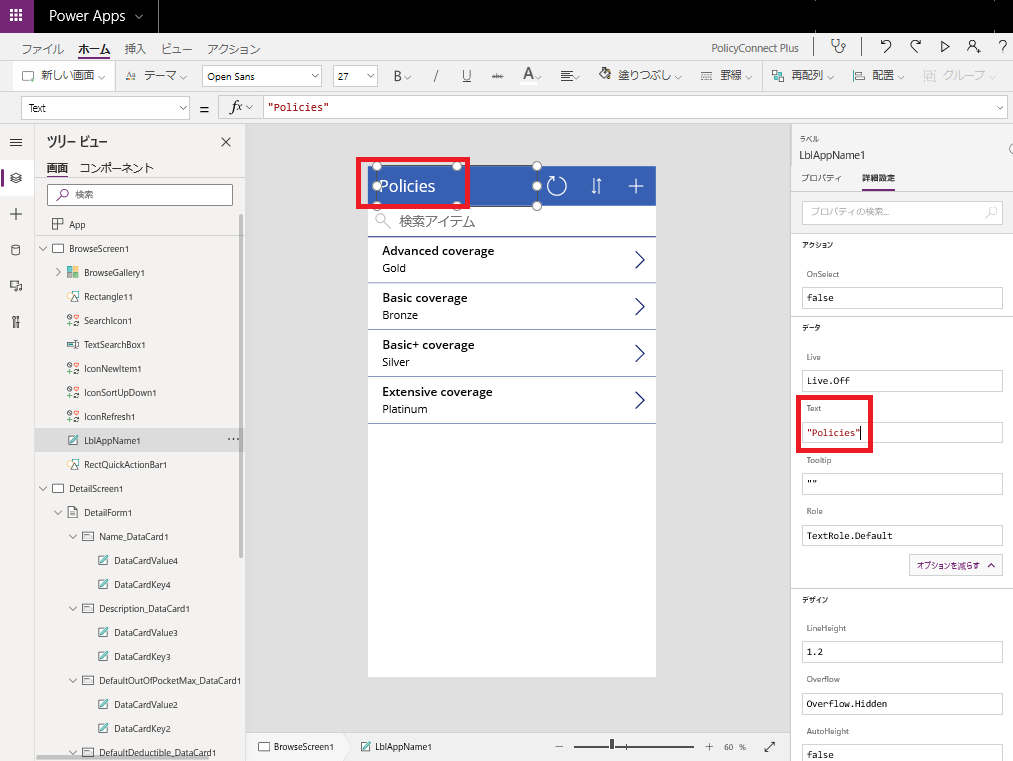 Power Apps
ファイル ホーム 挿入 ビュー アクション PolicyConnect Plus
新しい画面 テーマ Open Sans 27 B / U abc A 塗りつぶし 罫線 再配列 配置 グループ
Text = fx "Policies"
ツリー ビュー
画面 コンポーネント
検索
App
BrowseScreen1
BrowseGallery1
Rectangle11
SearchIcon1
TextSearchBox1
IconNewItem1
IconSortUpDown1
IconRefresh1
LblAppName1
RectQuickActionBar1
DetailScreen1
DetailForm1
Name_DataCard1
DataCardValue4
DataCardKey4
Description_DataCard1
DataCardValue3
DataCardKey3
DefaultOutOfPocketMax_DataCard1
DataCardValue2
DataCardKey2
DefaultDeductible_DataCard1
Policies
検索アイテム
Advanced coverage
Gold
Basic coverage
Bronze
Basic+ coverage
Silver
Extensive coverage
Platinum
BrowseScreen1 LblAppName1 60 %
ラベル
LblAppName1
プロパティ 詳細設定
プロパティの検索...
アクション
OnSelect
false
データ
Live
Live.Off
Text
"Policies"
Tooltip
""
Role
TextRole.Default
オプションを減らす
デザイン
LineHeight
1.2
Overflow
Overflow.Hidden
AutoHeight
false